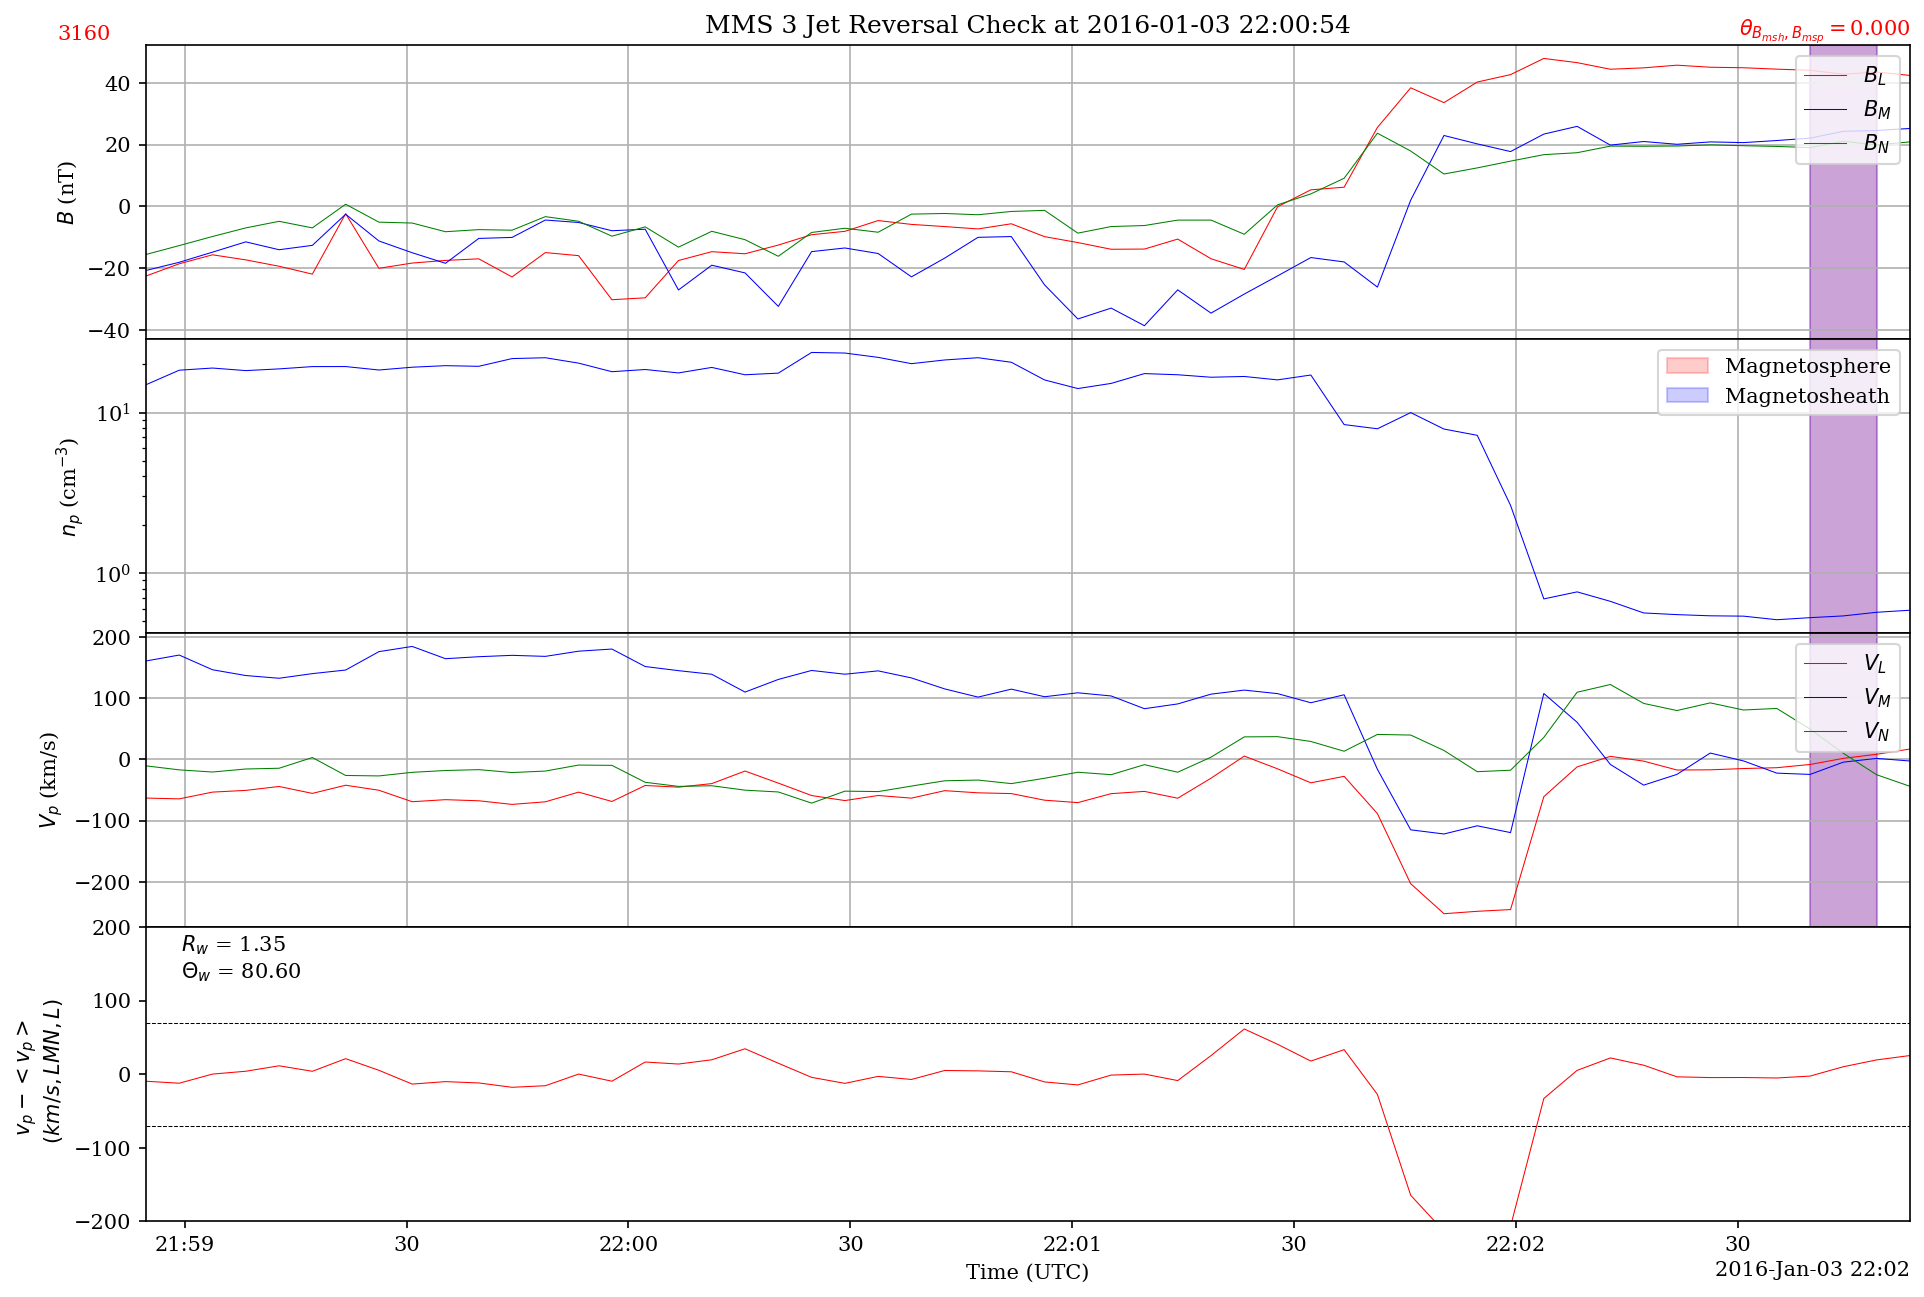 MMS 3 Jet Reversal Check at 2016-01-03 22:00:54
3160
θ_{B_{msh}, B_{msp}} = 0.000
B (nT)
40
20
0
−20
−40
B_L
B_M
B_N
n_p (cm^{−3})
10^1
10^0
Magnetosphere
Magnetosheath
V_p (km/s)
200
100
0
−100
−200
V_L
V_M
V_N
v_p − < v_p >
(km/s, LMN, L)
200
100
0
−100
−200
R_w = 1.35
Θ_w = 80.60
21:59 30 22:00 30 22:01 30 22:02 30
Time (UTC)
2016-Jan-03 22:02